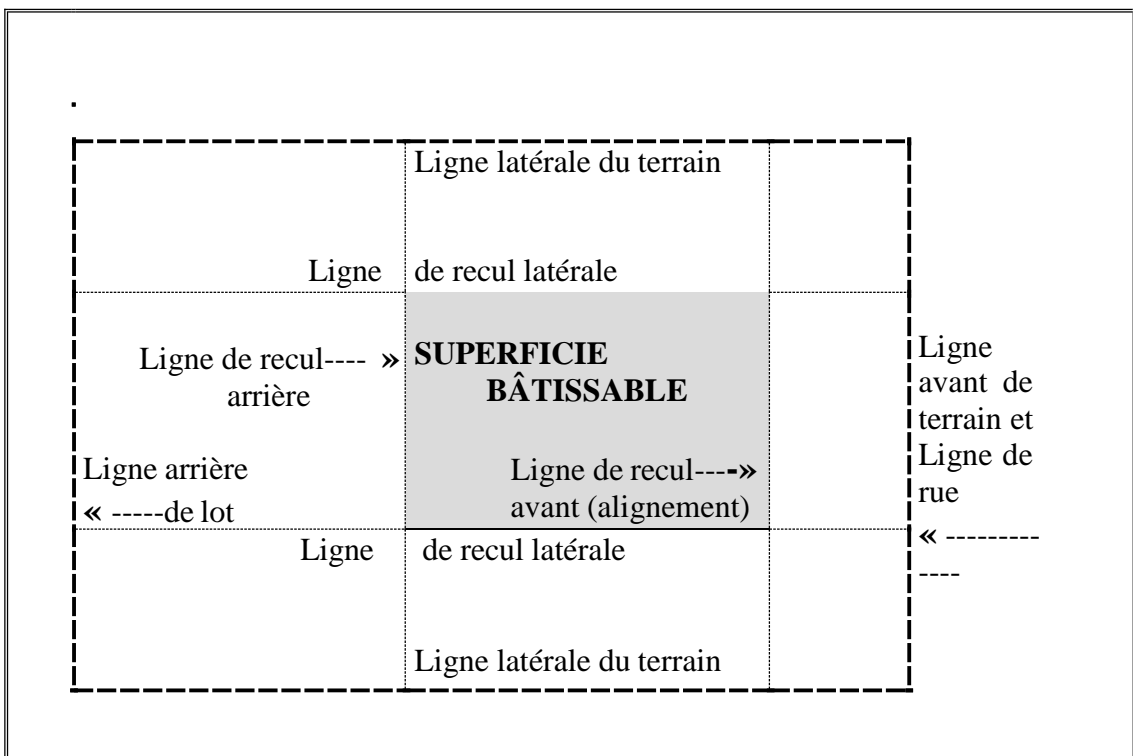 Ligne latérale du terrain
Ligne de recul latérale
Ligne de recul---- »
arrière
SUPERFICIE
BÂTISSABLE
Ligne
avant de
terrain et
Ligne de
rue
« ---------
----
Ligne arrière
« -----de lot
Ligne de recul----»
avant (alignement)
Ligne de recul latérale
Ligne latérale du terrain